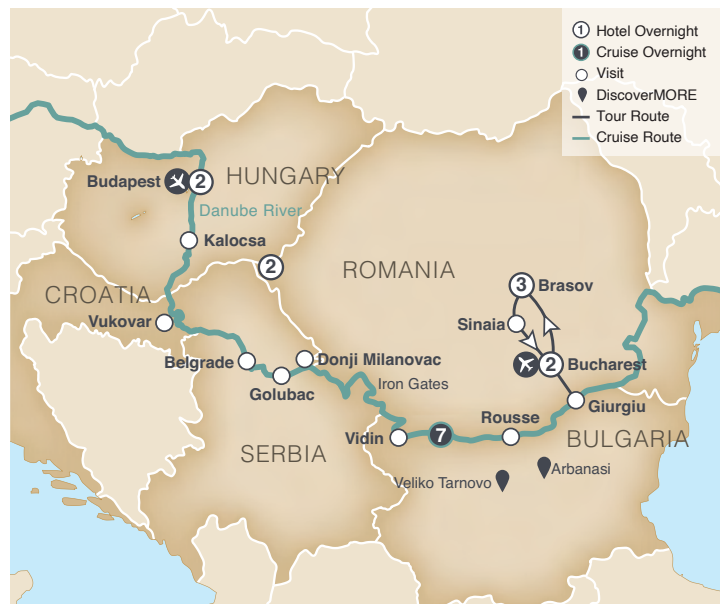 1 Hotel Overnight
1 Cruise Overnight
Visit
DiscoverMORE
Tour Route
Cruise Route
Budapest 2 HUNGARY
Danube River
Kalocsa
2
ROMANIA
CROATIA
3 Brasov
Vukovar
Sinaia
Belgrade
Donji Milanovac
2 Bucharest
Golubac
Iron Gates
Giurgiu
Rousse
Vidin
7
BULGARIA
SERBIA
Veliko Tarnovo
Arbanasi